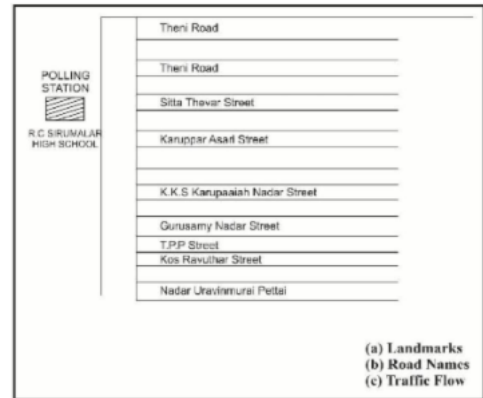 Theni Road
Theni Road
POLLING
STATION
Sitta Thevar Street
R.C SIRUMALAR
HIGH SCHOOL
Karuppar Asari Street
K.K.S Karupaaiah Nadar Street
Gurusamy Nadar Street
T.P.P Street
Kos Ravuthar Street
Nadar Uravinmurai Pettai
(a) Landmarks
(b) Road Names
(c) Traffic Flow